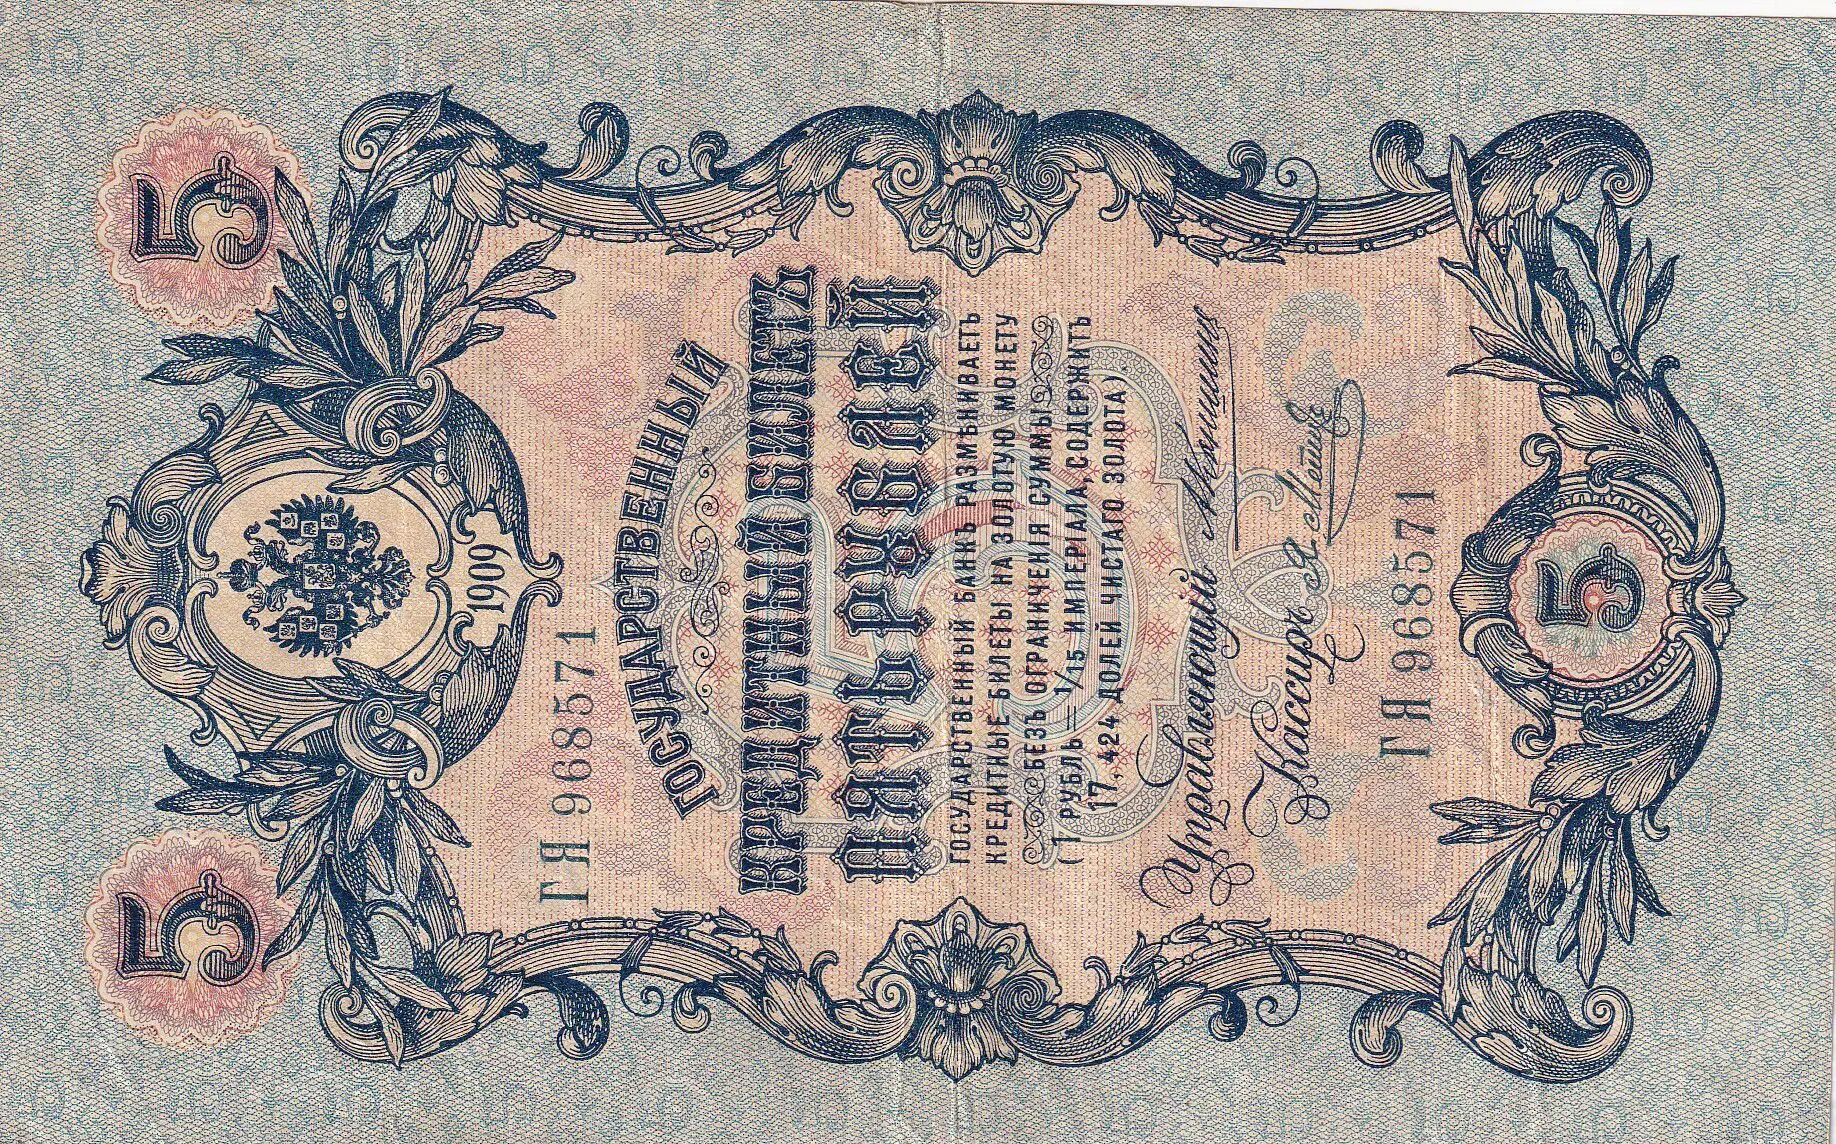 5 5
1909
ГЯ 968571
ГОСУДАРСТВЕННЫЙ
КРЕДИТНЫЙ БИЛЕТЪ
ПЯТЬ РУБЛЕЙ
ГОСУДАРСТВЕННЫЙ БАНКЪ РАЗМѢНИВАЕТЪ
КРЕДИТНЫЕ БИЛЕТЫ НА ЗОЛОТУЮ МОНЕТУ
БЕЗЪ ОГРАНИЧЕНІЯ СУММЫ
(1 РУБЛЬ = 1/15 ИМПЕРІАЛА, СОДЕРЖИТЪ
17,424 ДОЛЕЙ ЧИСТАГО ЗОЛОТА).
Управляющій
Кассиръ
ГЯ 968571
5